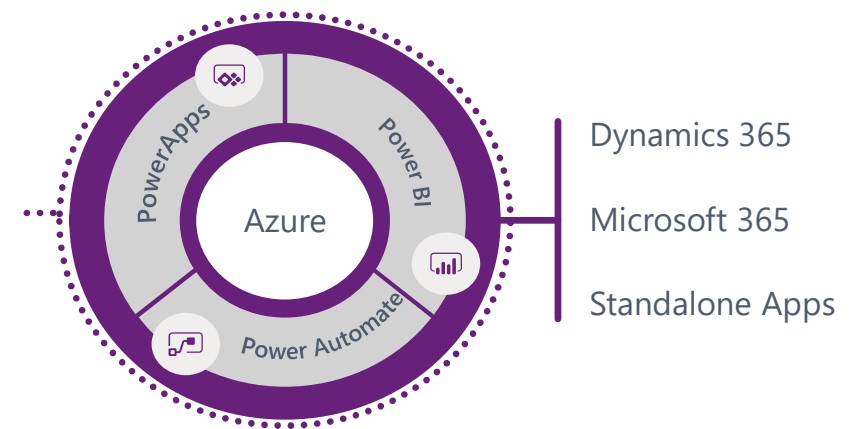 PowerApps
Power BI
Azure
Power Automate
Dynamics 365
Microsoft 365
Standalone Apps